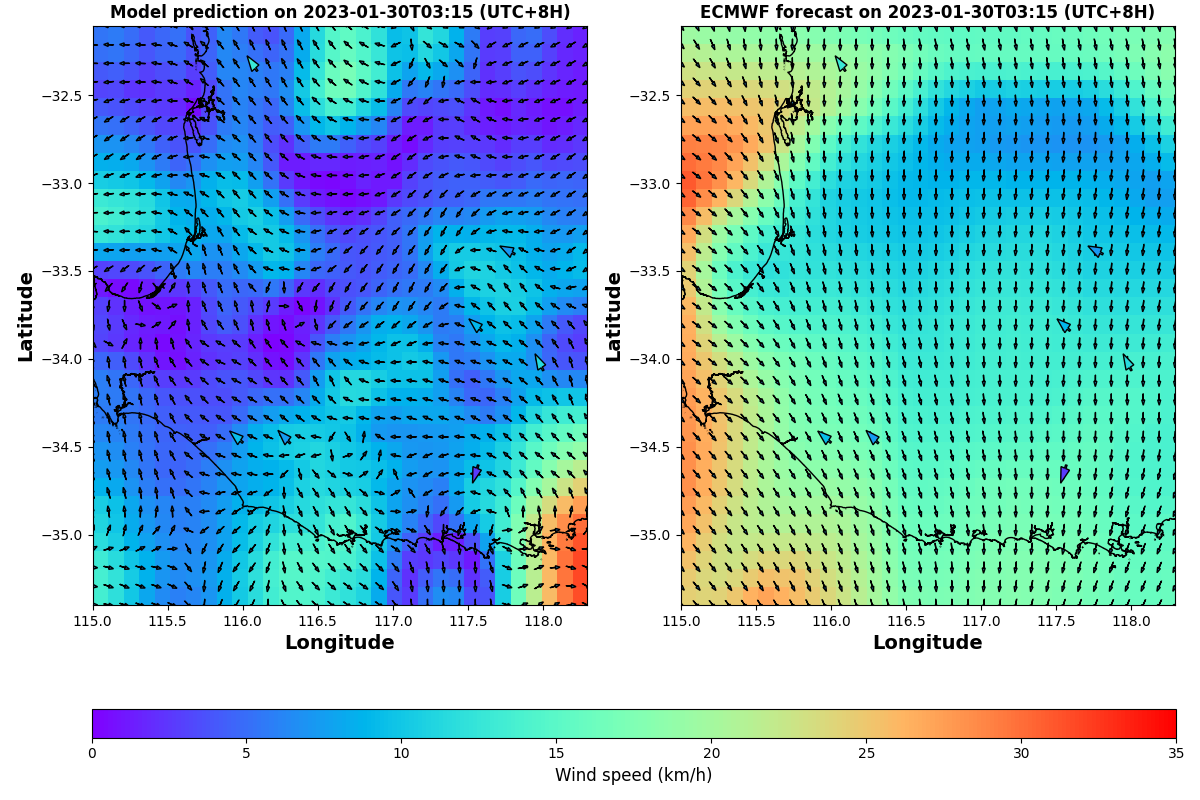 Model prediction on 2023-01-30T03:15 (UTC+8H)
ECMWF forecast on 2023-01-30T03:15 (UTC+8H)
Latitude
−32.5
−33.0
−33.5
−34.0
−34.5
−35.0
115.0 115.5 116.0 116.5 117.0 117.5 118.0
Longitude
Latitude
−32.5
−33.0
−33.5
−34.0
−34.5
−35.0
115.0 115.5 116.0 116.5 117.0 117.5 118.0
Longitude
0 5 10 15 20 25 30 35
Wind speed (km/h)